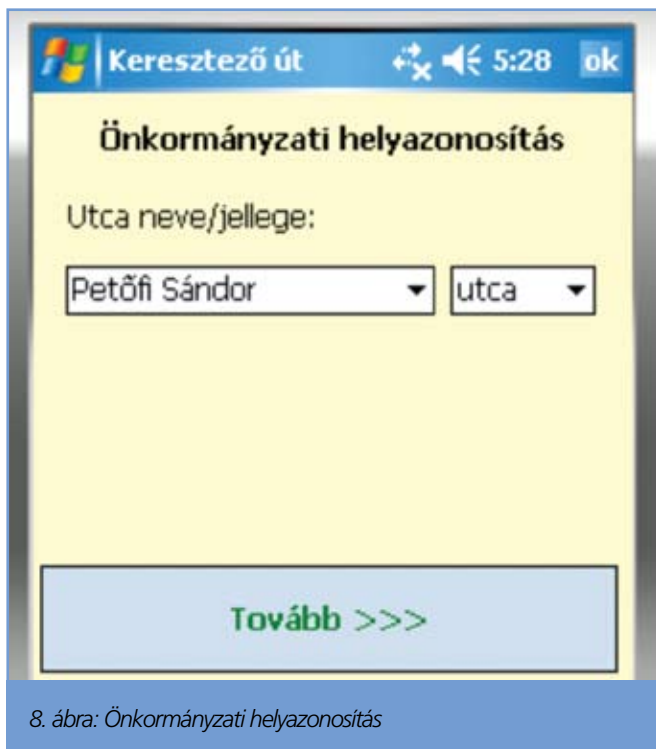 Keresztező út 5:28 ok
Önkormányzati helyazonosítás
Utca neve/jellege:
Petőfi Sándor utca
Tovább >>>
8. ábra: Önkormányzati helyazonosítás